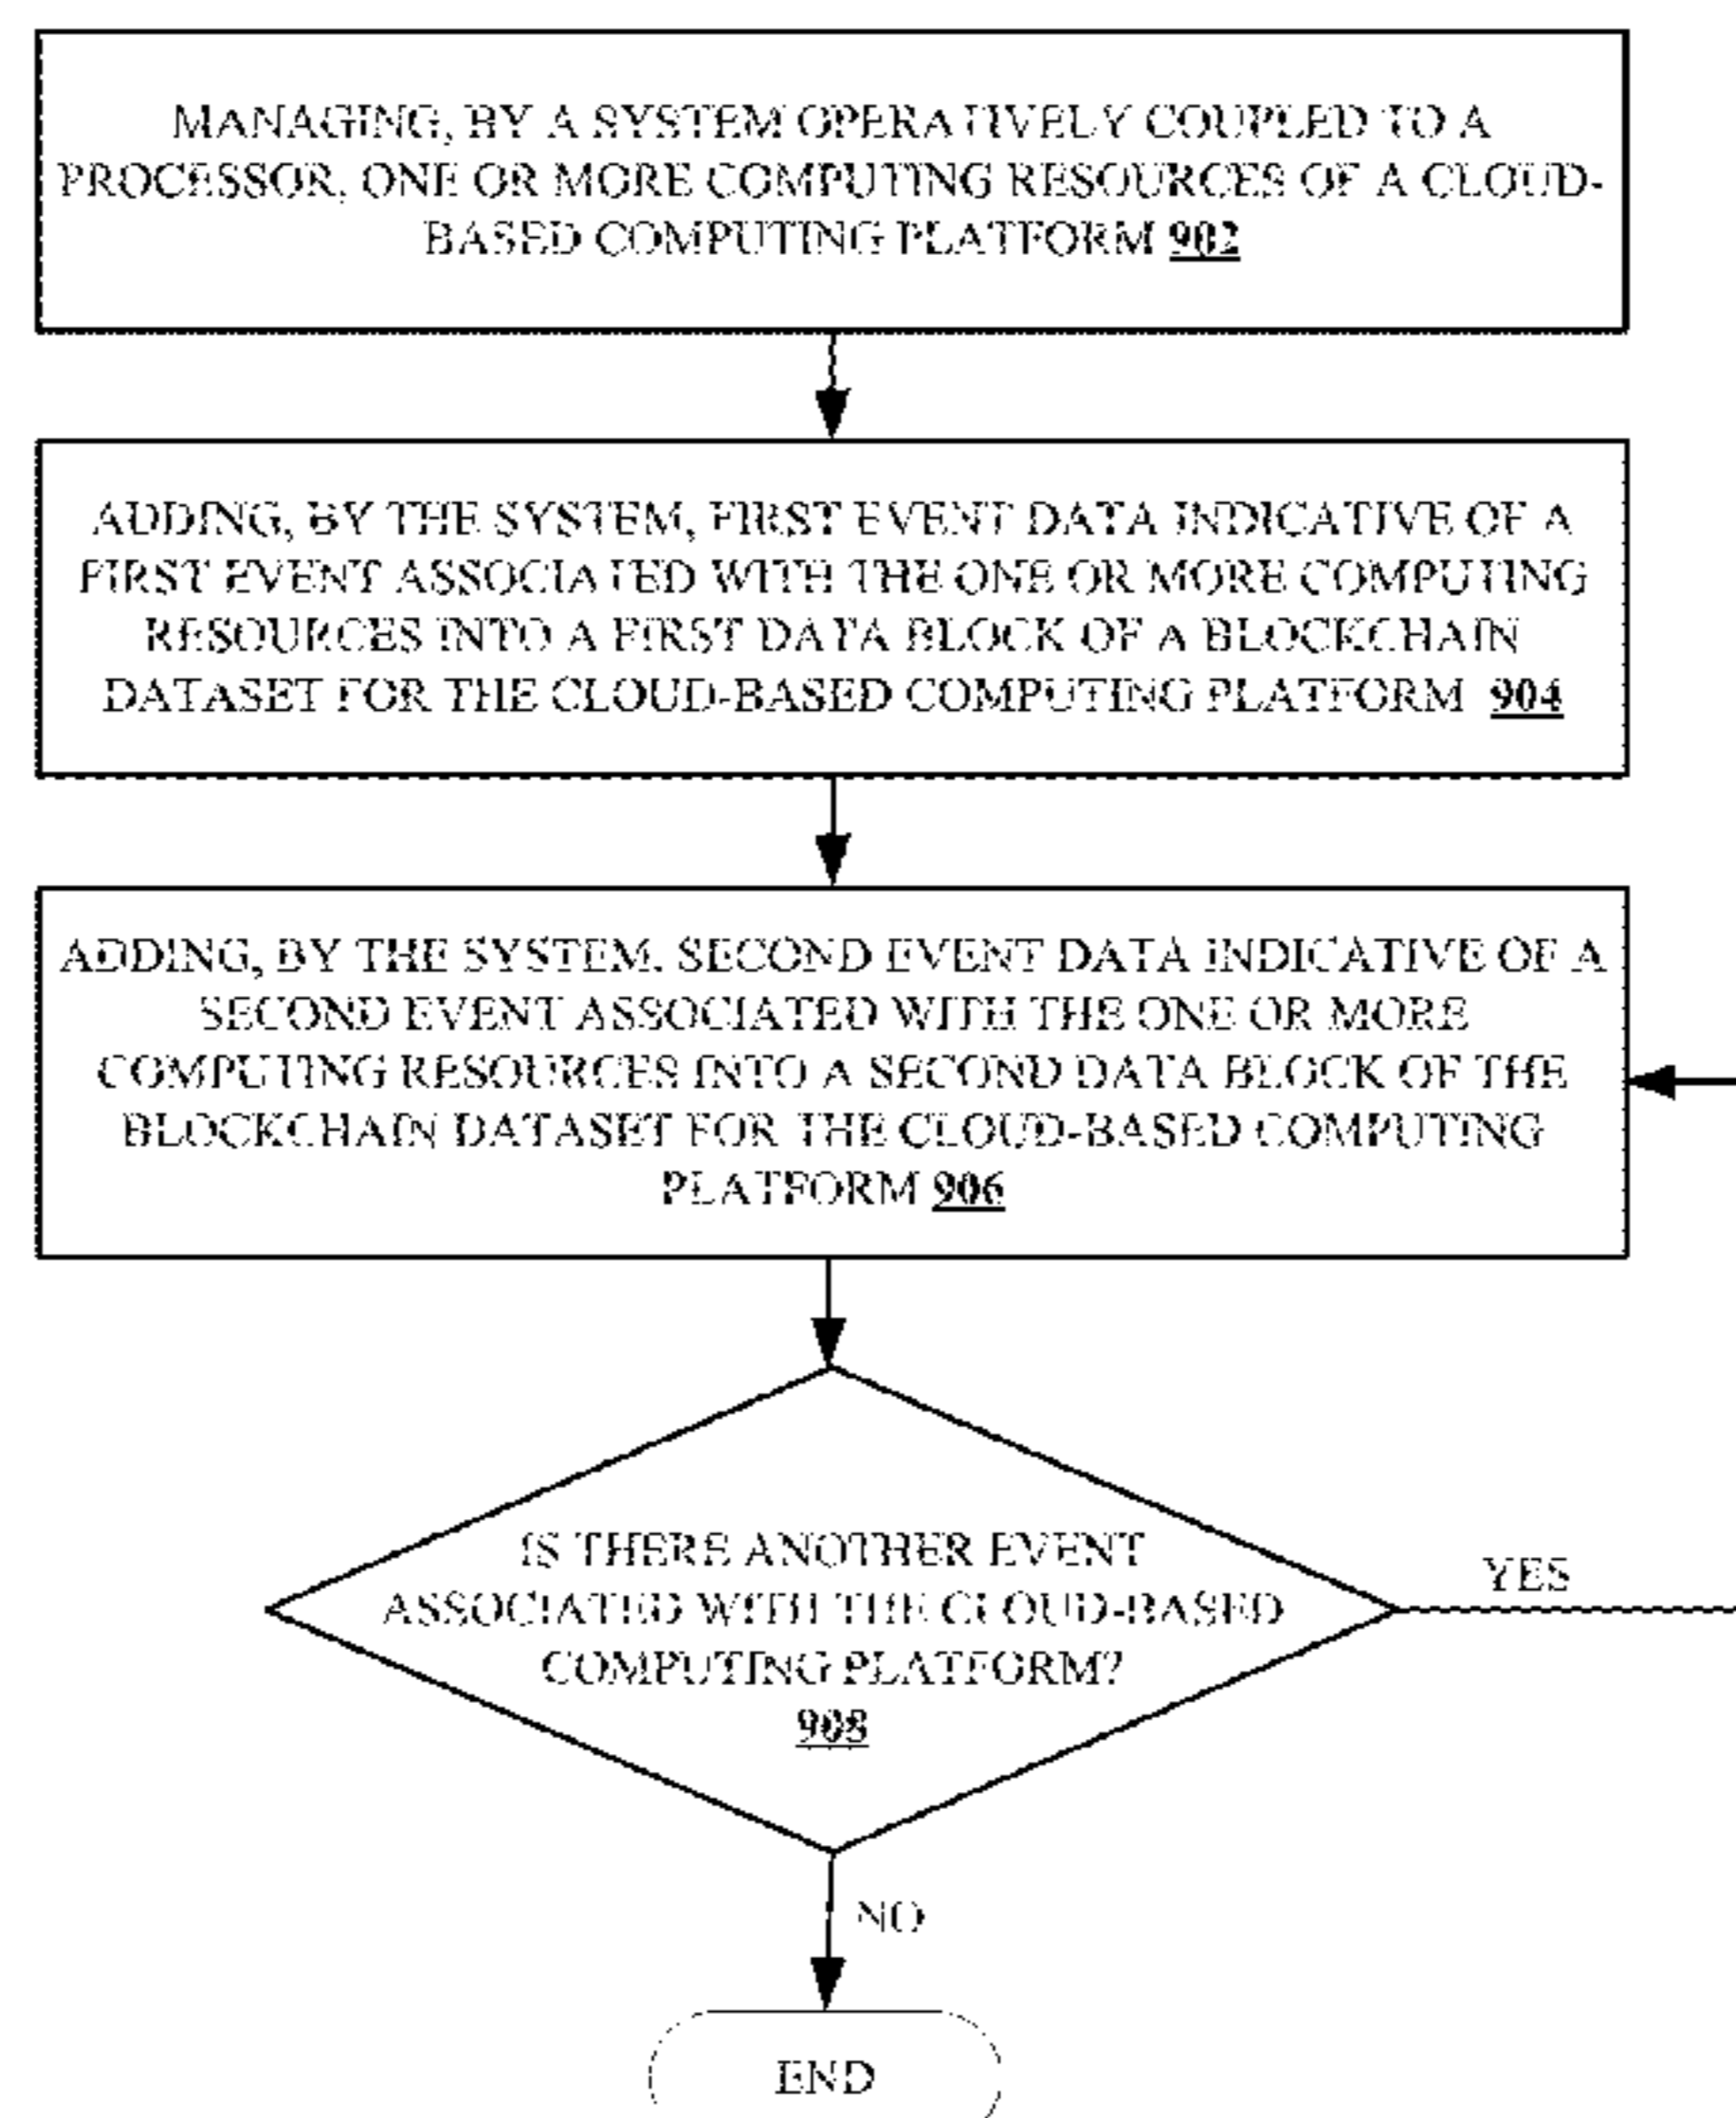 MANAGING, BY A SYSTEM OPERATIVELY COUPLED TO A
PROCESSOR, ONE OR MORE COMPUTING RESOURCES OF A CLOUD-
BASED COMPUTING PLATFORM 902
ADDING, BY THE SYSTEM, FIRST EVENT DATA INDICATIVE OF A
FIRST EVENT ASSOCIATED WITH THE ONE OR MORE COMPUTING
RESOURCES INTO A FIRST DATA BLOCK OF A BLOCKCHAIN
DATASET FOR THE CLOUD-BASED COMPUTING PLATFORM 904
ADDING, BY THE SYSTEM, SECOND EVENT DATA INDICATIVE OF A
SECOND EVENT ASSOCIATED WITH THE ONE OR MORE
COMPUTING RESOURCES INTO A SECOND DATA BLOCK OF THE
BLOCKCHAIN DATASET FOR THE CLOUD-BASED COMPUTING
PLATFORM 906
IS THERE ANOTHER EVENT
ASSOCIATED WITH THE CLOUD-BASED
COMPUTING PLATFORM?
908
YES
NO
END